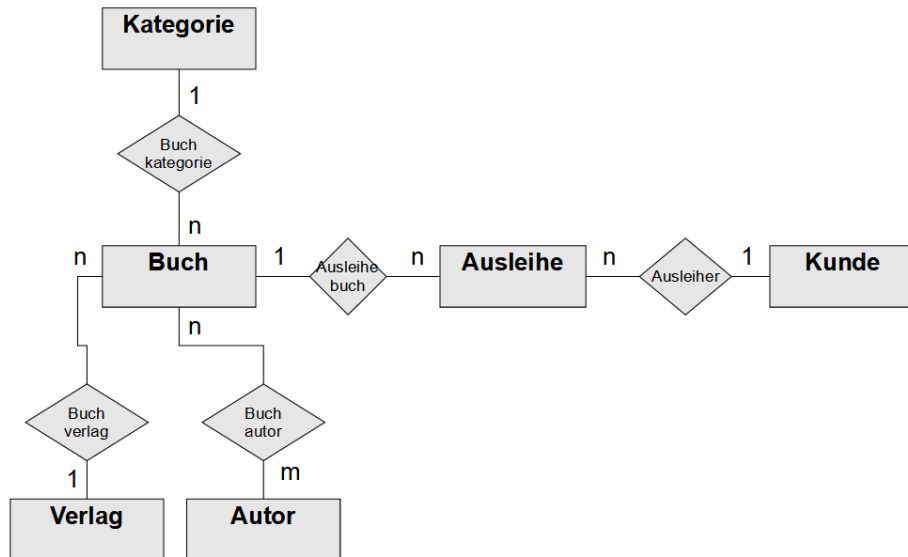 Kategorie
1
Buch
kategorie
n
n
Buch
1
Ausleihe
buch
n
Ausleihe
n
Ausleiher
1
Kunde
n
Buch
verlag
Buch
autor
1
m
Verlag
Autor